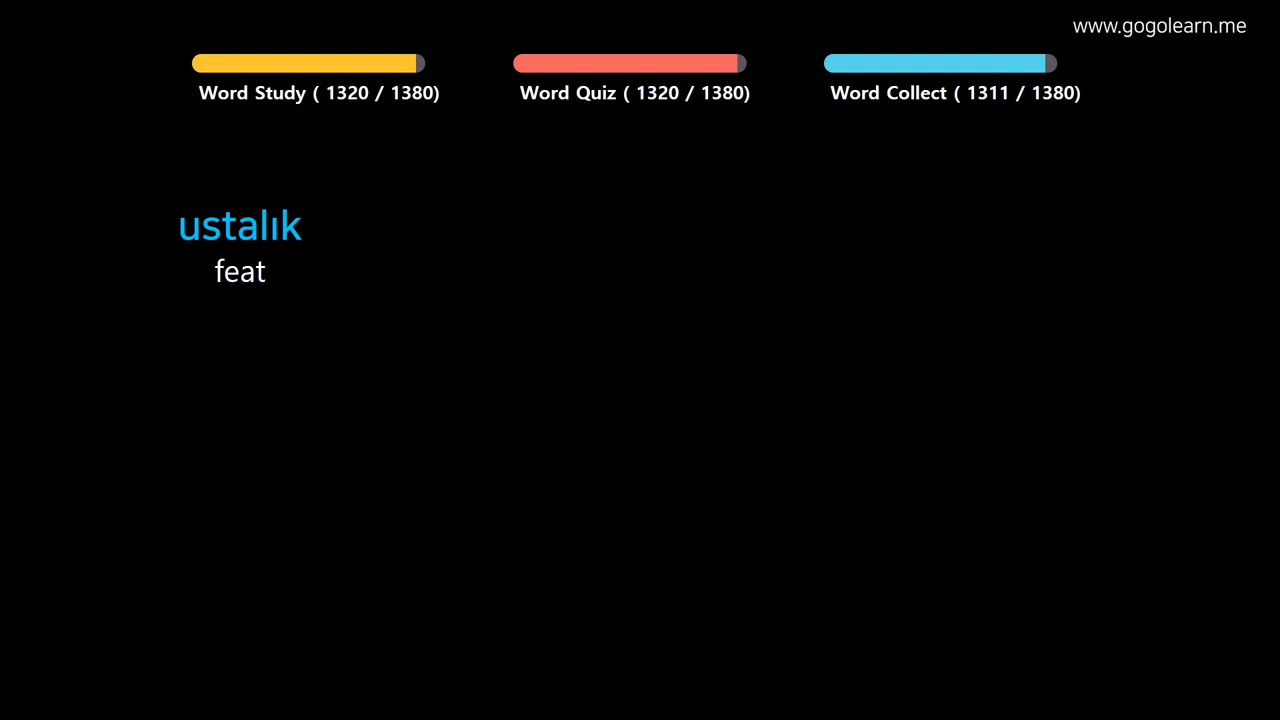 www.gogolearn.me
Word Study ( 1320 / 1380)
Word Quiz ( 1320 / 1380)
Word Collect ( 1311 / 1380)
ustalık
feat